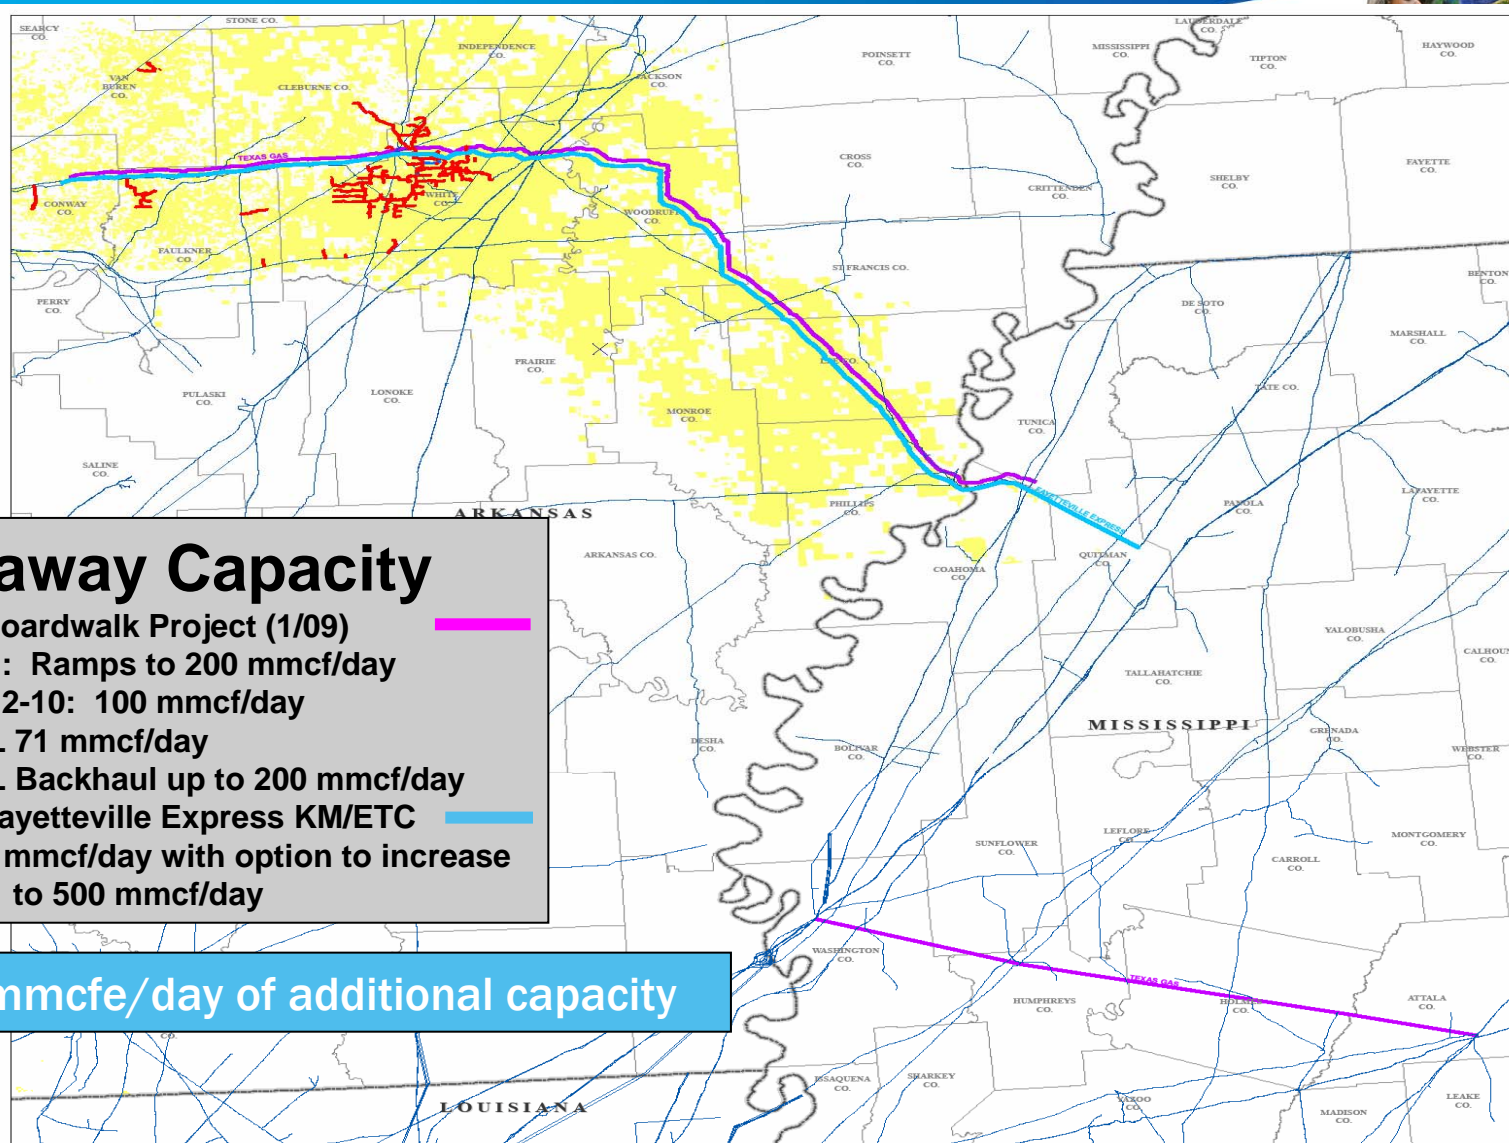 STONE CO.
LAUDERDALE
CO.
SEARCY
CO.
INDEPENDENCE
CO.
POINSETT
CO.
MISSISSIPPI
CO.
TIPTON
CO.
HAYWOOD
CO.
VAN
BUREN
CO.
CLEBURNE CO.
JACKSON
CO.
TEXAS GAS
CROSS
CO.
CRITTENDEN
CO.
SHELBY
CO.
FAYETTE
CO.
CONWAY
CO.
WHITE
CO.
WOODRUFF
CO.
FAULKNER
CO.
ST FRANCIS CO.
BENTON
CO.
PERRY
CO.
DE SOTO
CO.
MARSHALL
CO.
PRAIRIE
CO.
LEE CO.
PULASKI
CO.
LONOKE
CO.
TATE CO.
MONROE
CO.
TUNICA
CO.
SALINE
CO.
PHILLIPS
CO.
FAYETTEVILLE EXPRESS
PANOLA
CO.
LAFAYETTE
CO.
ARKANSAS
ARKANSAS CO.
COAHOMA
CO.
QUITMAN
CO.
away Capacity
oardwalk Project (1/09)
: Ramps to 200 mmcf/day
2-10: 100 mmcf/day
71 mmcf/day
Backhaul up to 200 mmcf/day
ayetteville Express KM/ETC
mmcf/day with option to increase
to 500 mmcf/day
YALOBUSHA
CO.
CALHOUN
CO.
TALLAHATCHIE
CO.
MISSISSIPPI
DESHA
CO.
BOLIVAR
CO.
GRENADA
CO.
WEBSTER
CO.
SUNFLOWER
CO.
LEFLORE
CO.
CARROLL
CO.
MONTGOMERY
CO.
WASHINGTON
CO.
mmcfe/day of additional capacity
TEXAS GAS
HUMPHREYS
CO.
HOLMES
CO.
ATTALA
CO.
CO.
ISSAQUENA
CO.
SHARKEY
CO.
YAZOO
CO.
MADISON
CO.
LEAKE
CO.
LOUISIANA